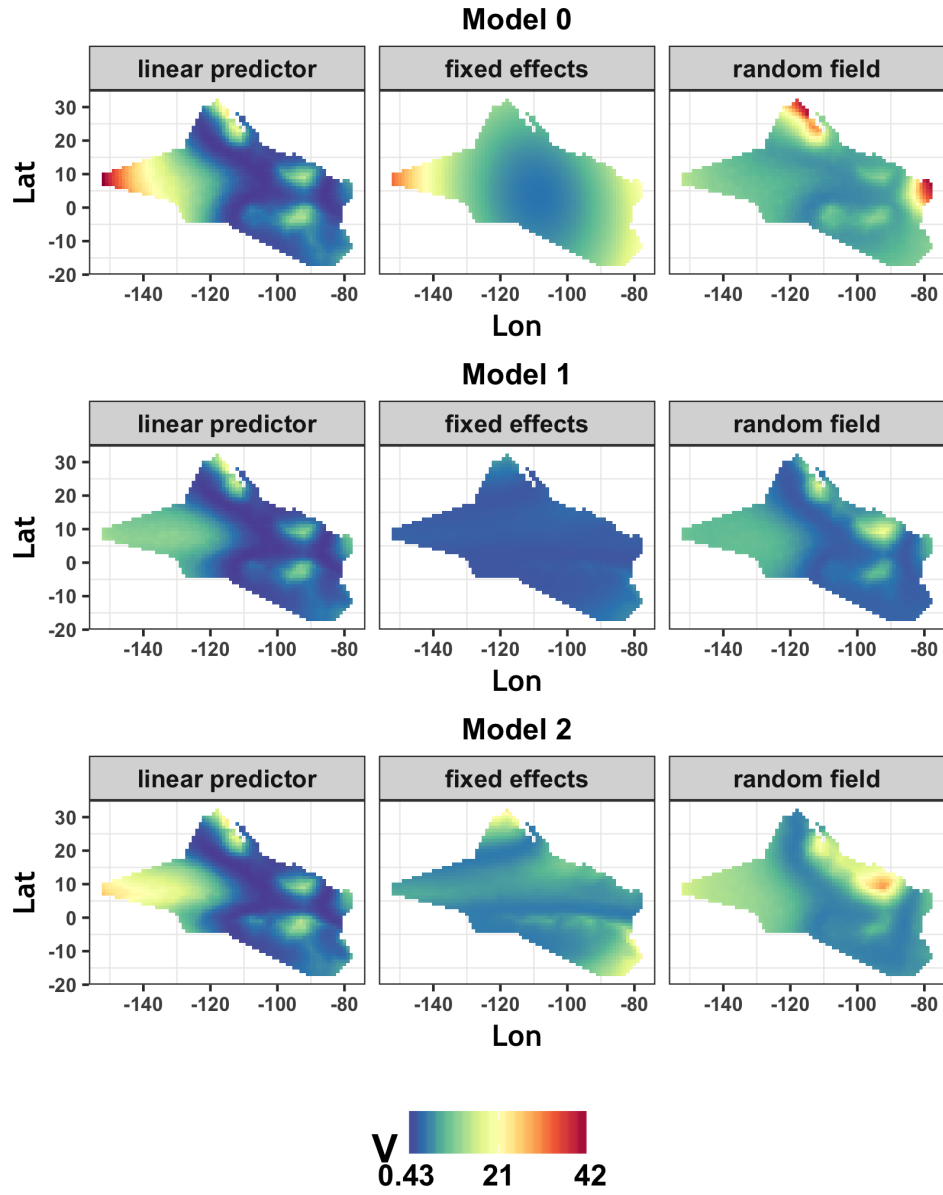 Model 0
linear predictor fixed effects random field
Lat
30
20
10
0
-10
-20
-140 -120 -100 -80 -140 -120 -100 -80 -140 -120 -100 -80
Lon
Model 1
linear predictor fixed effects random field
Lat
30
20
10
0
-10
-20
-140 -120 -100 -80 -140 -120 -100 -80 -140 -120 -100 -80
Lon
Model 2
linear predictor fixed effects random field
Lat
30
20
10
0
-10
-20
-140 -120 -100 -80 -140 -120 -100 -80 -140 -120 -100 -80
Lon
V
0.43 21 42